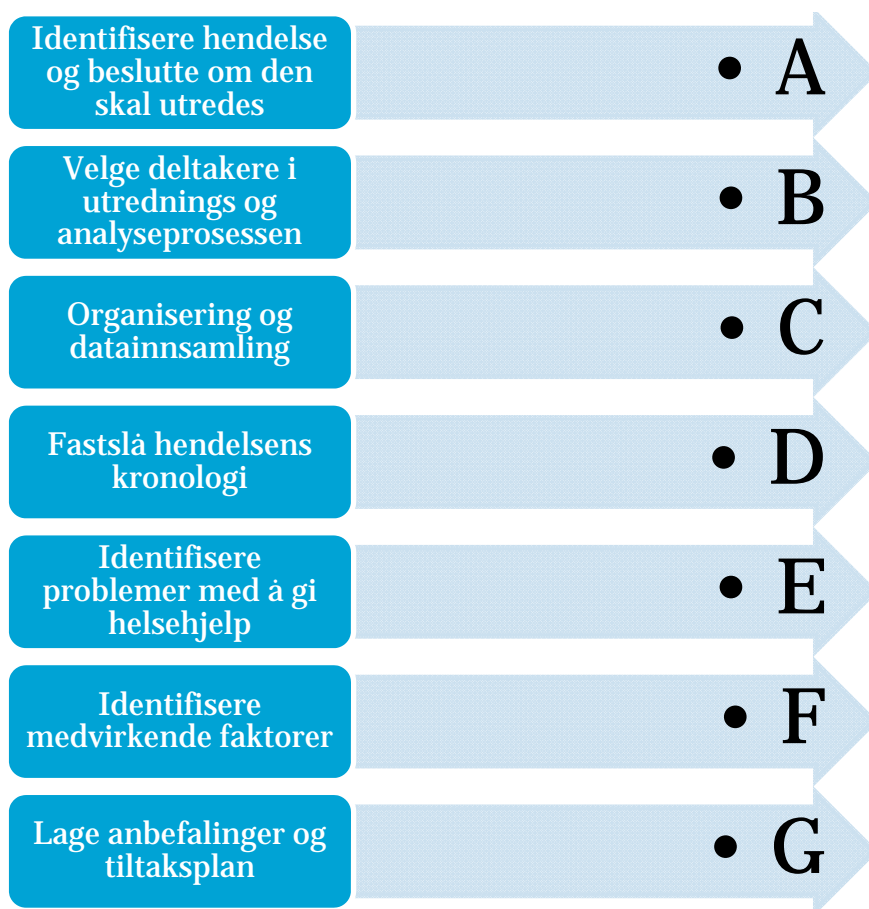 Identifisere hendelse
og beslutte om den
skal utredes
• A
Velge deltakere i
utrednings og
analyseprosessen
• B
Organisering og
datainnsamling
• C
Fastslå hendelsens
kronologi
• D
Identifisere
problemer med å gi
helsehjelp
• E
Identifisere
medvirkende faktorer
• F
Lage anbefalinger og
tiltaksplan
• G